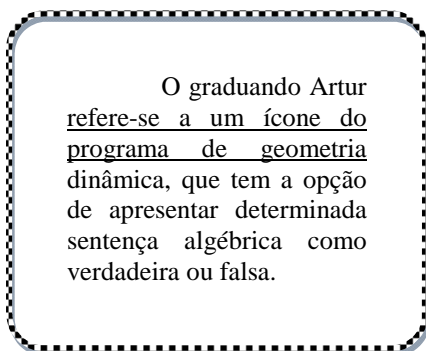 O graduando Artur
refere-se a um ícone do
programa de geometria
dinâmica, que tem a opção
de apresentar determinada
sentença algébrica como
verdadeira ou falsa.